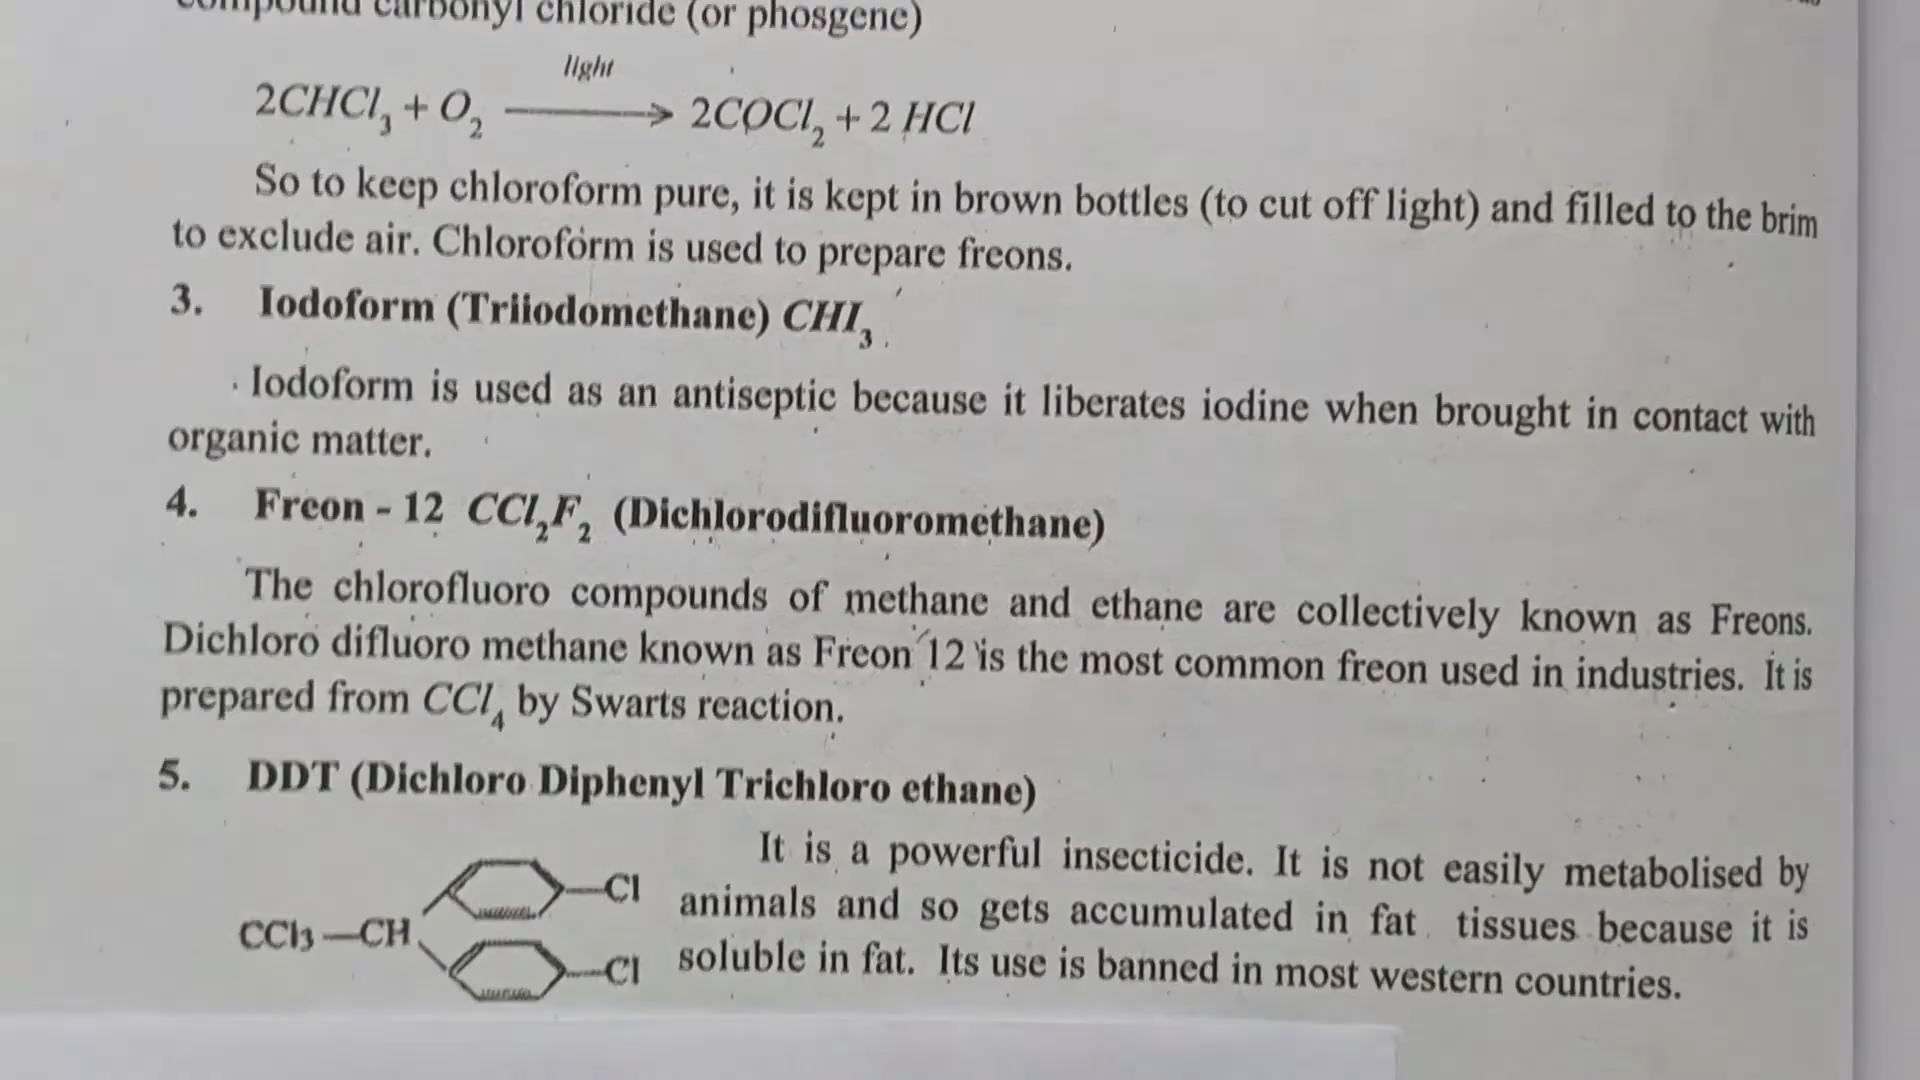 compound carbonyl chloride (or phosgene)
light
2CHCl₃ + O₂ ⟶ 2COCl₂ + 2 HCl
So to keep chloroform pure, it is kept in brown bottles (to cut off light) and filled to the brim
to exclude air. Chloroform is used to prepare freons.
3. Iodoform (Triiodomethane) CHI₃
Iodoform is used as an antiseptic because it liberates iodine when brought in contact with
organic matter.
4. Freon - 12 CCl₂F₂ (Dichlorodifluoromethane)
The chlorofluoro compounds of methane and ethane are collectively known as Freons.
Dichloro difluoro methane known as Freon 12 is the most common freon used in industries. It is
prepared from CCl₄ by Swarts reaction.
5. DDT (Dichloro Diphenyl Trichloro ethane)
It is a powerful insecticide. It is not easily metabolised by
animals and so gets accumulated in fat tissues because it is
soluble in fat. Its use is banned in most western countries.
Cl
CCl₃—CH
Cl